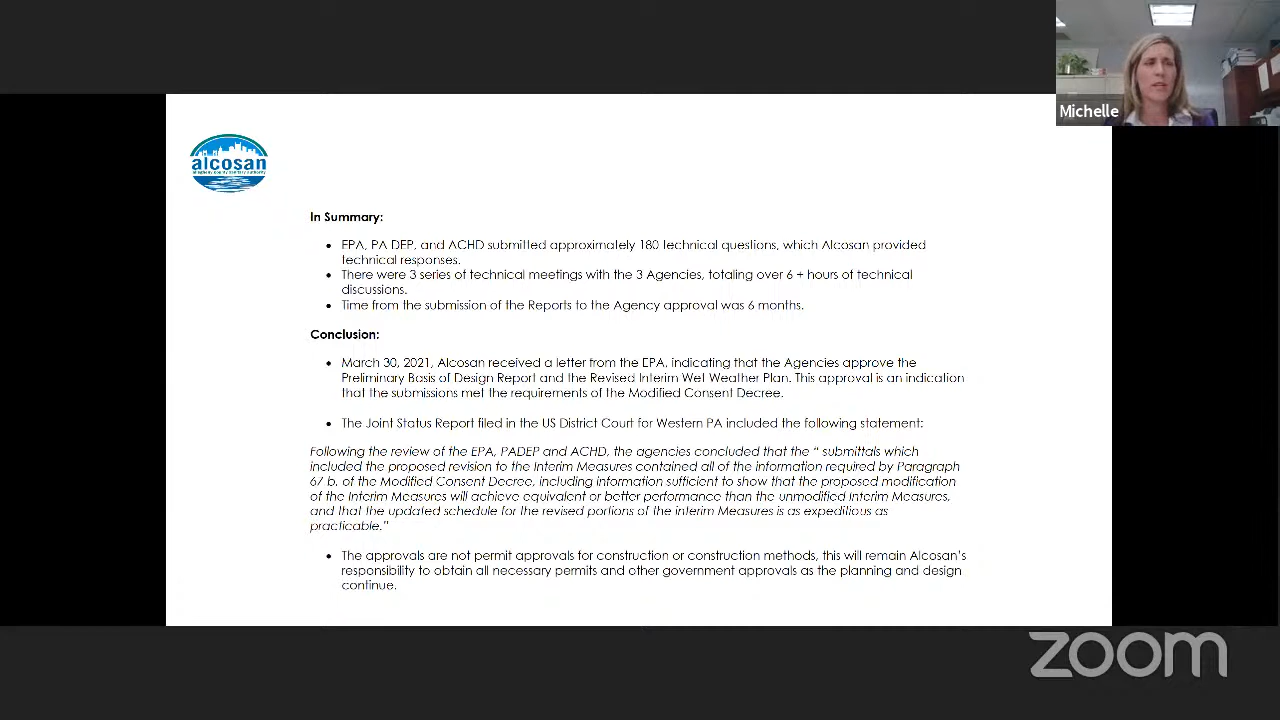 Michelle
alcosan
allegheny county sanitary authority
In Summary:
• EPA, PA DEP, and ACHD submitted approximately 180 technical questions, which Alcosan provided
technical responses.
• There were 3 series of technical meetings with the 3 Agencies, totaling over 6 + hours of technical
discussions.
• Time from the submission of the Reports to the Agency approval was 6 months.
Conclusion:
• March 30, 2021, Alcosan received a letter from the EPA, indicating that the Agencies approve the
Preliminary Basis of Design Report and the Revised Interim Wet Weather Plan. This approval is an indication
that the submissions met the requirements of the Modified Consent Decree.
• The Joint Status Report filed in the US District Court for Western PA included the following statement:
Following the review of the EPA, PADEP and ACHD, the agencies concluded that the “ submittals which
included the proposed revision to the Interim Measures contained all of the information required by Paragraph
67 b. of the Modified Consent Decree, including information sufficient to show that the proposed modification
of the Interim Measures will achieve equivalent or better performance than the unmodified Interim Measures,
and that the updated schedule for the revised portions of the interim Measures is as expeditious as
practicable.”
• The approvals are not permit approvals for construction or construction methods, this will remain Alcosan’s
responsibility to obtain all necessary permits and other government approvals as the planning and design
continue.
zoom